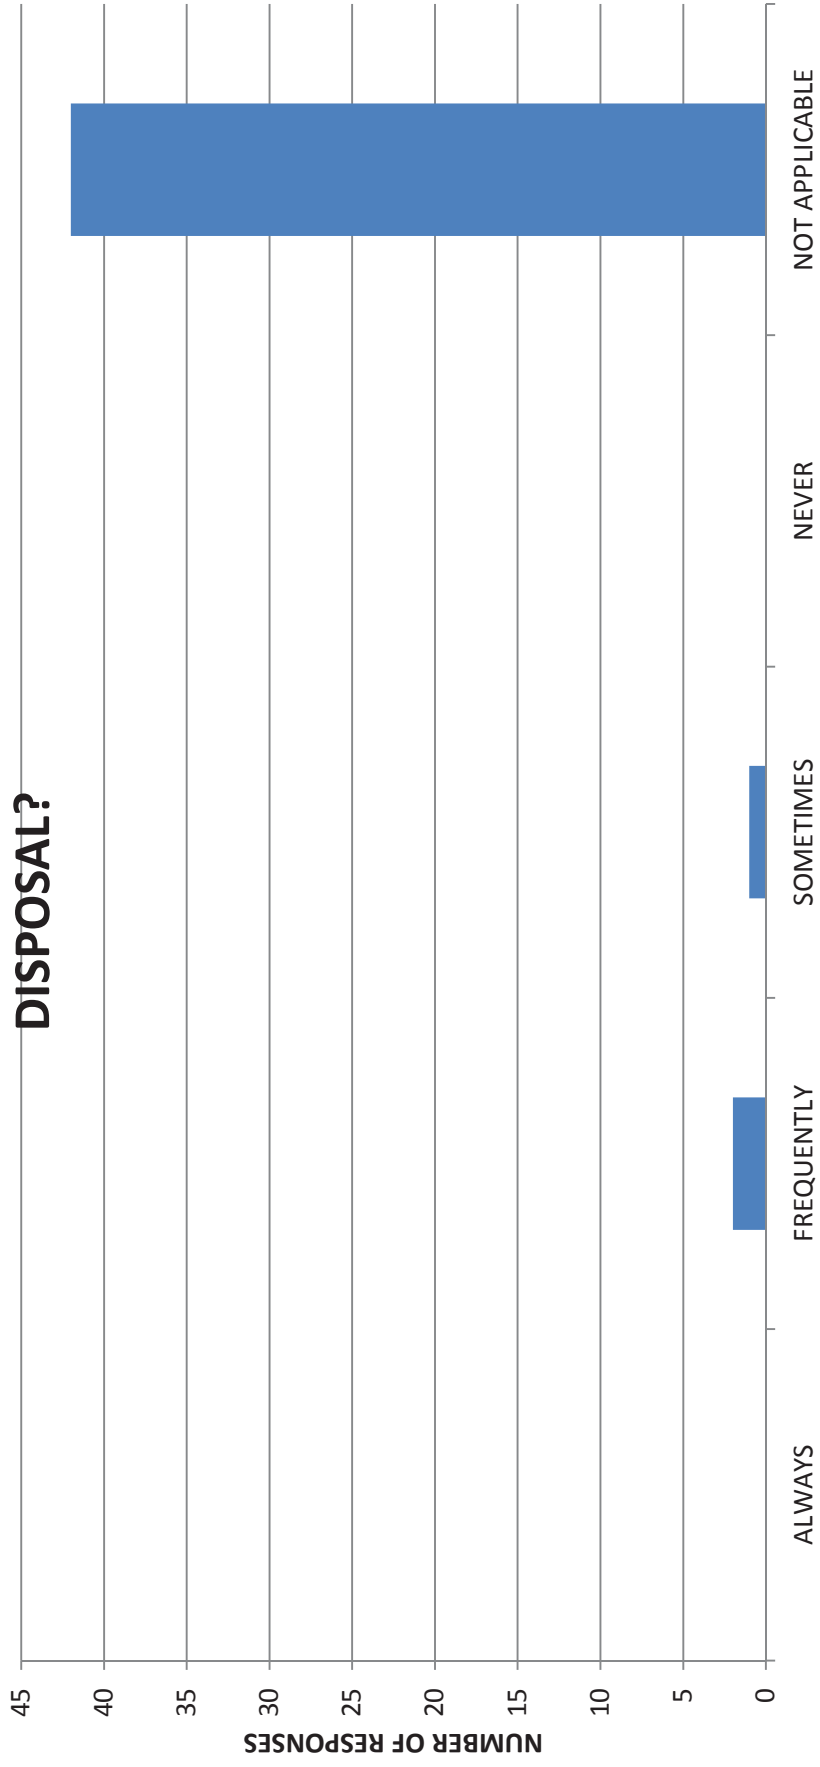 DISPOSAL?
NUMBER OF RESPONSES
45
40
35
30
25
20
15
10
5
0
ALWAYS
FREQUENTLY
SOMETIMES
NEVER
NOT APPLICABLE